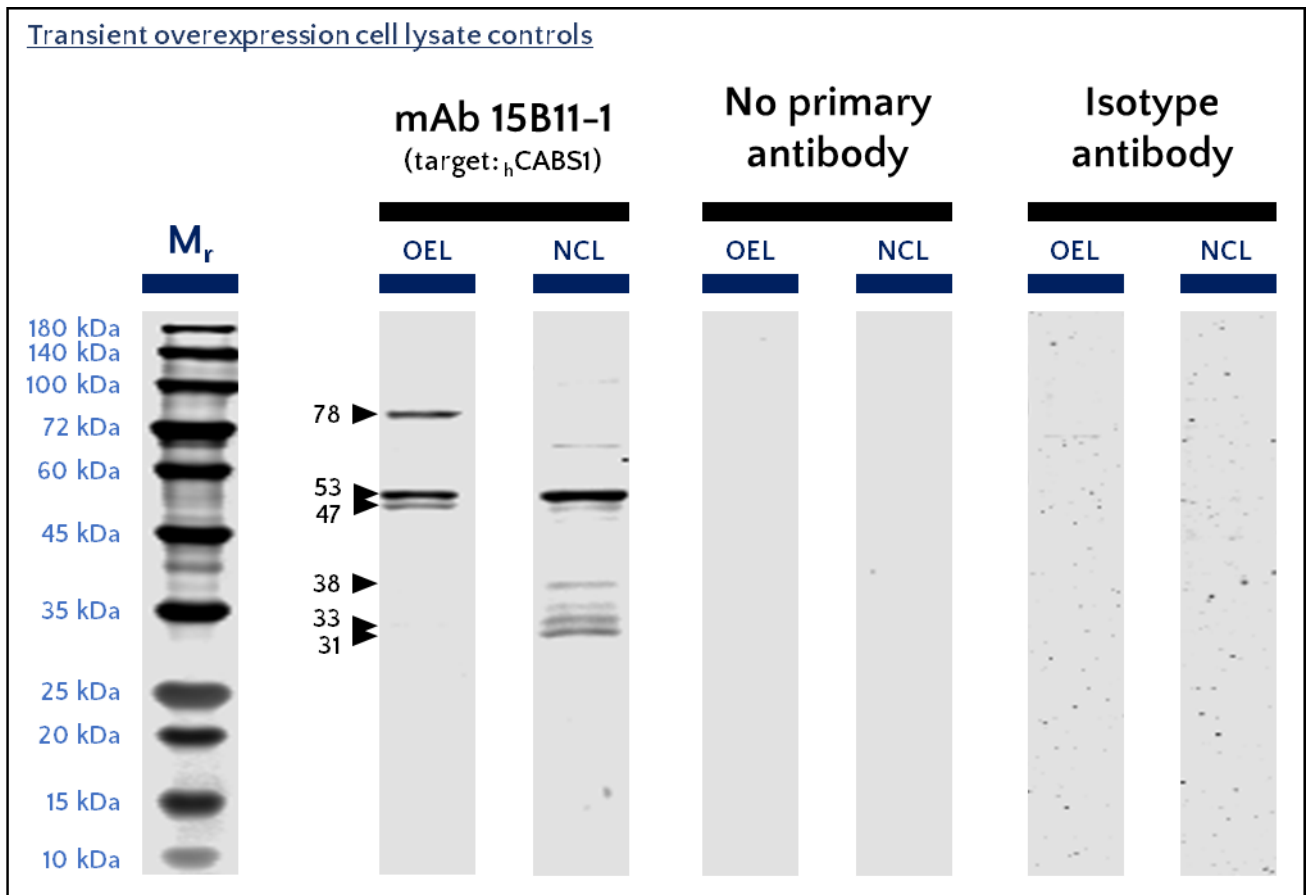 Transient overexpression cell lysate controls
mAb 15B11-1
(target: hCABS1)
No primary
antibody
Isotype
antibody
Mr
OEL
NCL
OEL
NCL
OEL
NCL
180 kDa
140 kDa
100 kDa
72 kDa
60 kDa
45 kDa
35 kDa
25 kDa
20 kDa
15 kDa
10 kDa
78
53
47
38
33
31